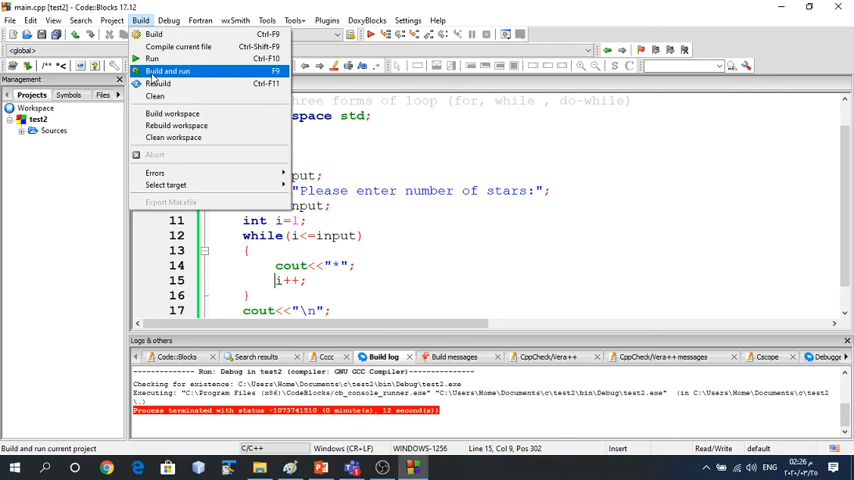 main.cpp [test2] - Code::Blocks 17.12
File Edit View Search Project Build Debug Fortran wxSmith Tools Tools+ Plugins DoxyBlocks Settings Help
Build Ctrl-F9
Compile current file Ctrl-Shift-F9
Run Ctrl-F10
Build and run F9
Rebuild Ctrl-F11
Clean
Build workspace
Rebuild workspace
Clean workspace
Abort
Errors
Select target
Export Makefile
<global>
/** *<
Management
Projects Symbols Files
Workspace
test2
Sources
three forms of loop (for, while , do-while)
space std;
put;
"Please enter number of stars:";
nput;
11 int i=1;
12 while(i<=input)
13 {
14 cout<<"*";
15 i++;
16 }
17 cout<<"\n";
Logs & others
Code::Blocks Search results Cccc Build log Build messages CppCheck/Vera++ CppCheck/Vera++ messages Cscope Debugge
-------------- Run: Debug in test2 (compiler: GNU GCC Compiler)---------------
Checking for existence: C:\Users\Home\Documents\c\test2\bin\Debug\test2.exe
Executing: "C:\Program Files (x86)\CodeBlocks/cb_console_runner.exe" "C:\Users\Home\Documents\c\test2\bin\Debug\test2.exe" (in C:\Users\Home\Documents\c\test2
\.)
Process terminated with status -1073741510 (0 minute(s), 12 second(s))
Build and run current project C/C++ Windows (CR+LF) WINDOWS-1256 Line 15, Col 9, Pos 302 Insert Read/Write default
ENG 02:26 م
٢٠٢٠/٠٣/٢٥